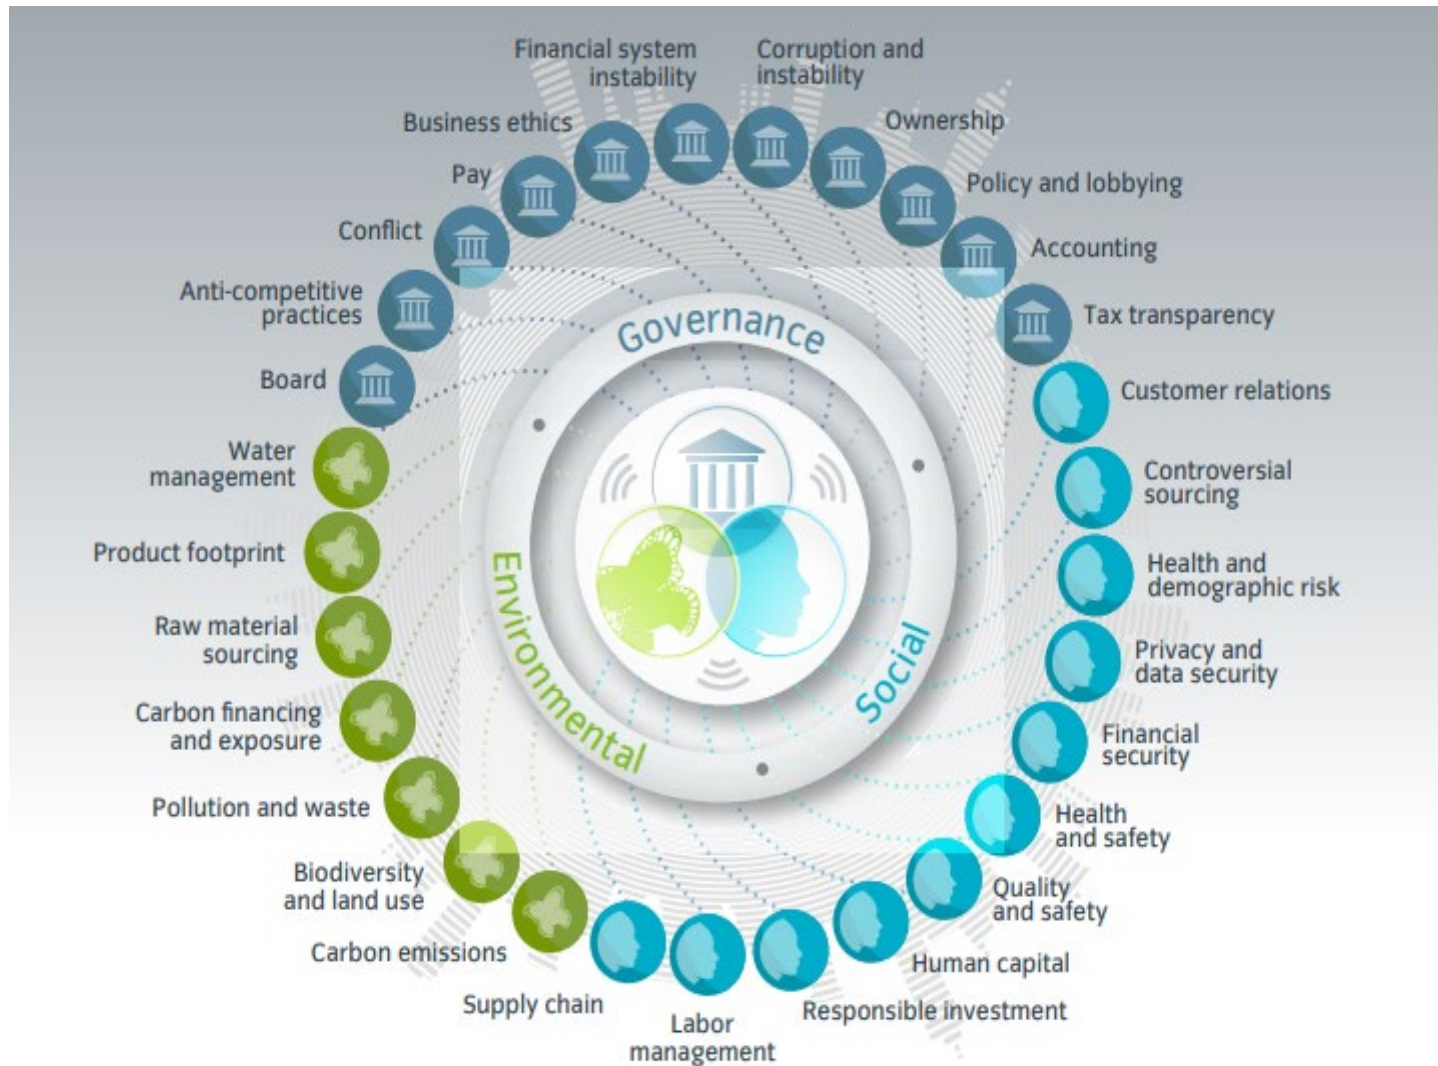 Financial system
instability
Corruption and
instability
Business ethics
Ownership
Pay
Policy and lobbying
Conflict
Accounting
Anti-competitive
practices
Tax transparency
Board
Customer relations
Water
management
Controversial
sourcing
Product footprint
Health and
demographic risk
Raw material
sourcing
Privacy and
data security
Carbon financing
and exposure
Financial
security
Pollution and waste
Health
and safety
Biodiversity
and land use
Quality
and safety
Carbon emissions
Human capital
Supply chain
Responsible investment
Labor
management
Governance
Environmental
Social